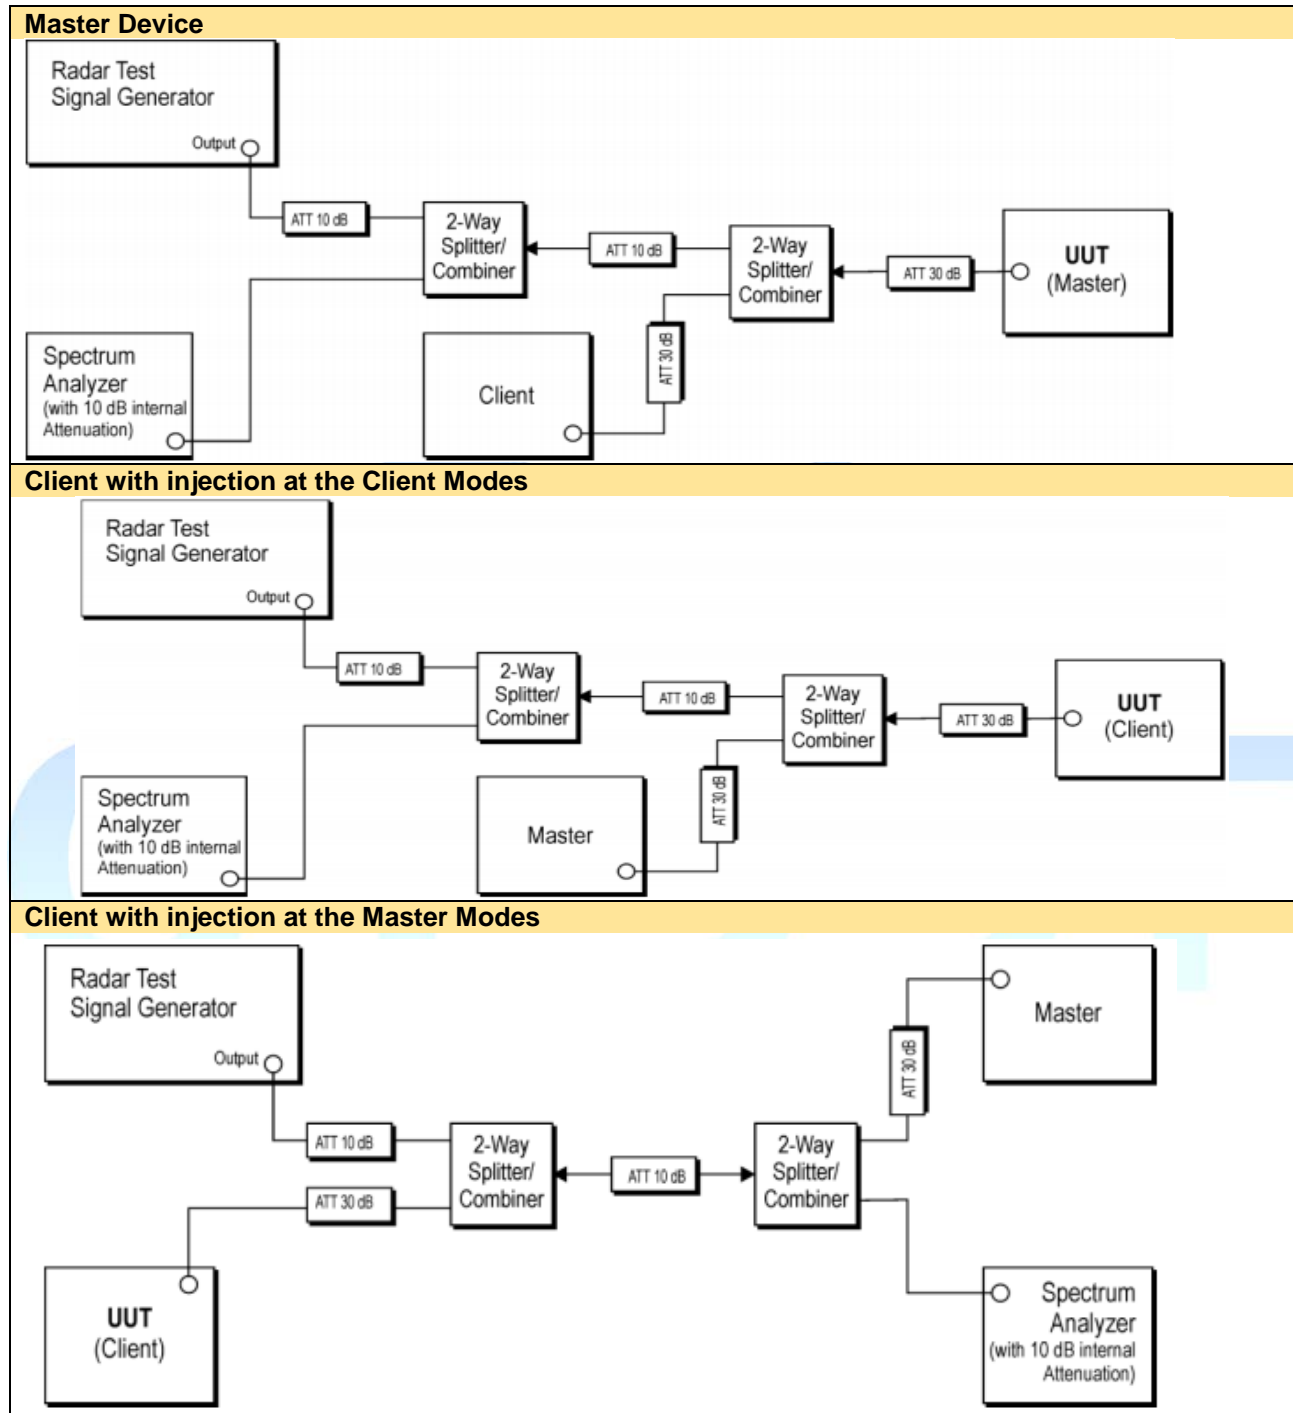 Master Device
Radar Test
Signal Generator
Output
ATT 10 dB
2-Way
Splitter/
Combiner
ATT 10 dB
2-Way
Splitter/
Combiner
ATT 30 dB
UUT
(Master)
Spectrum
Analyzer
(with 10 dB internal
Attenuation)
Client
ATT 30 dB
Client with injection at the Client Modes
Radar Test
Signal Generator
Output
ATT 10 dB
2-Way
Splitter/
Combiner
ATT 10 dB
2-Way
Splitter/
Combiner
ATT 30 dB
UUT
(Client)
Spectrum
Analyzer
(with 10 dB internal
Attenuation)
Master
ATT 30 dB
Client with injection at the Master Modes
Radar Test
Signal Generator
Output
Master
ATT 30 dB
ATT 10 dB
ATT 30 dB
2-Way
Splitter/
Combiner
ATT 10 dB
2-Way
Splitter/
Combiner
UUT
(Client)
Spectrum
Analyzer
(with 10 dB internal
Attenuation)